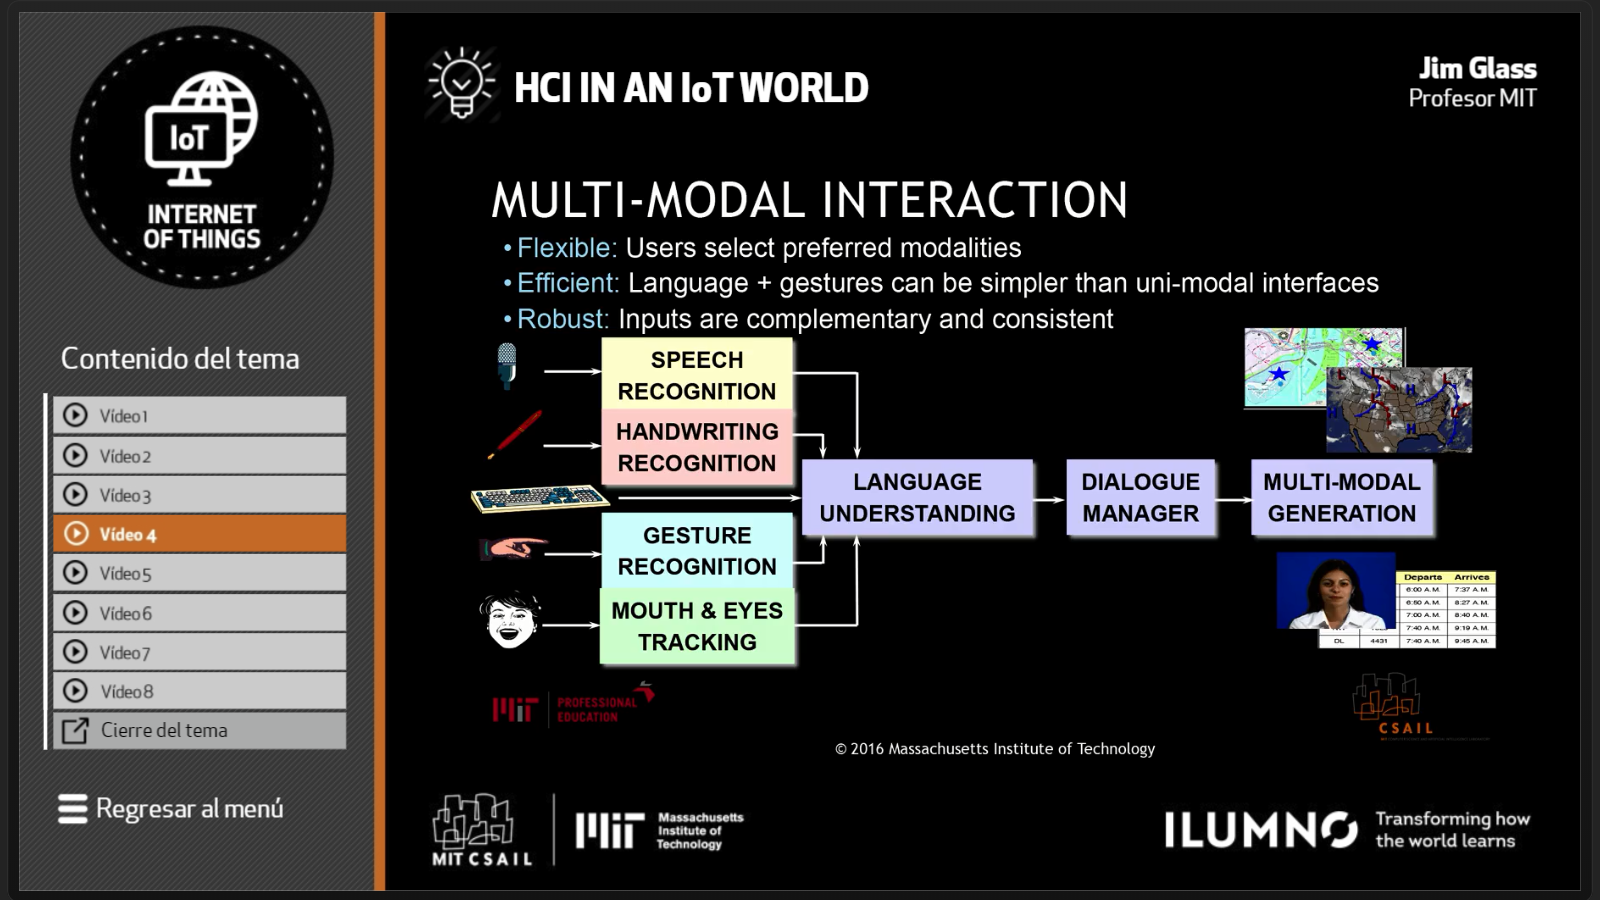 IoT
INTERNET
OF THINGS
Contenido del tema
Vídeo 1
Vídeo 2
Vídeo 3
Vídeo 4
Vídeo 5
Vídeo 6
Vídeo 7
Vídeo 8
Cierre del tema
Regresar al menú
HCI IN AN IoT WORLD
Jim Glass
Profesor MIT
MULTI-MODAL INTERACTION
• Flexible: Users select preferred modalities
• Efficient: Language + gestures can be simpler than uni-modal interfaces
• Robust: Inputs are complementary and consistent
SPEECH
RECOGNITION
HANDWRITING
RECOGNITION
GESTURE
RECOGNITION
MOUTH & EYES
TRACKING
LANGUAGE
UNDERSTANDING
DIALOGUE
MANAGER
MULTI-MODAL
GENERATION
Departs Arrives
6:00 A.M. 7:37 A.M.
6:50 A.M. 8:27 A.M.
7:00 A.M. 8:40 A.M.
7:40 A.M. 9:19 A.M.
DL 4431 7:40 A.M. 9:45 A.M.
MIT PROFESSIONAL
EDUCATION
CSAIL
© 2016 Massachusetts Institute of Technology
MIT CSAIL
MIT Massachusetts
Institute of
Technology
ILUMNO Transforming how
the world learns